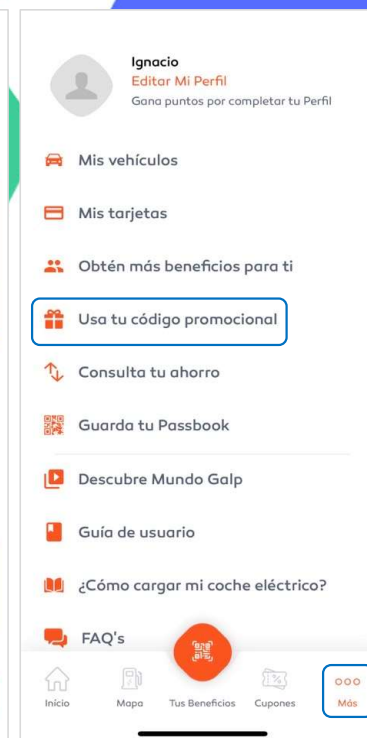 Ignacio
Editar Mi Perfil
Gana puntos por completar tu Perfil
Mis vehículos
Mis tarjetas
Obtén más beneficios para ti
Usa tu código promocional
Consulta tu ahorro
Guarda tu Passbook
Descubre Mundo Galp
Guía de usuario
¿Cómo cargar mi coche eléctrico?
FAQ's
Início
Mapa
Tus Beneficios
Cupones
Más